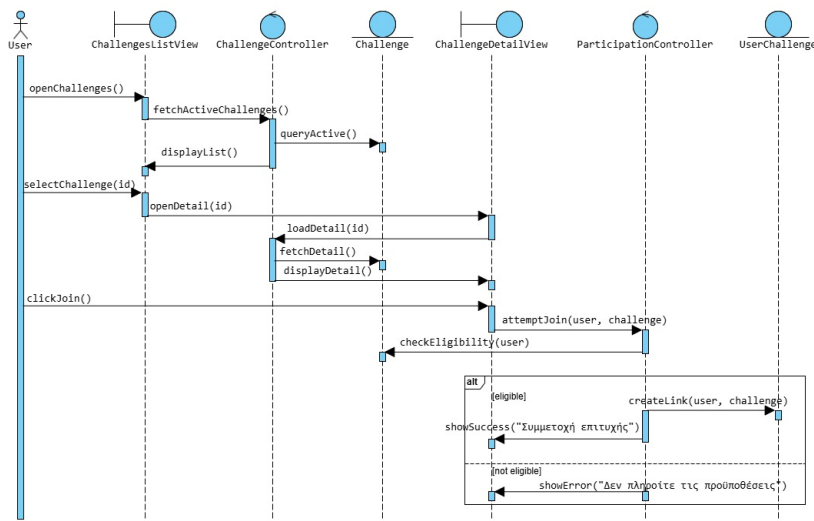 User
ChallengesListView
ChallengeController
Challenge
ChallengeDetailView
ParticipationController
UserChallenge
openChallenges()
fetchActiveChallenges()
queryActive()
displayList()
selectChallenge(id)
openDetail(id)
loadDetail(id)
fetchDetail()
displayDetail()
clickJoin()
attemptJoin(user, challenge)
checkEligibility(user)
alt
[eligible]
createLink(user, challenge)
showSuccess("Συμμετοχή επιτυχής")
[not eligible]
showError("Δεν πληροίτε τις προϋποθέσεις")